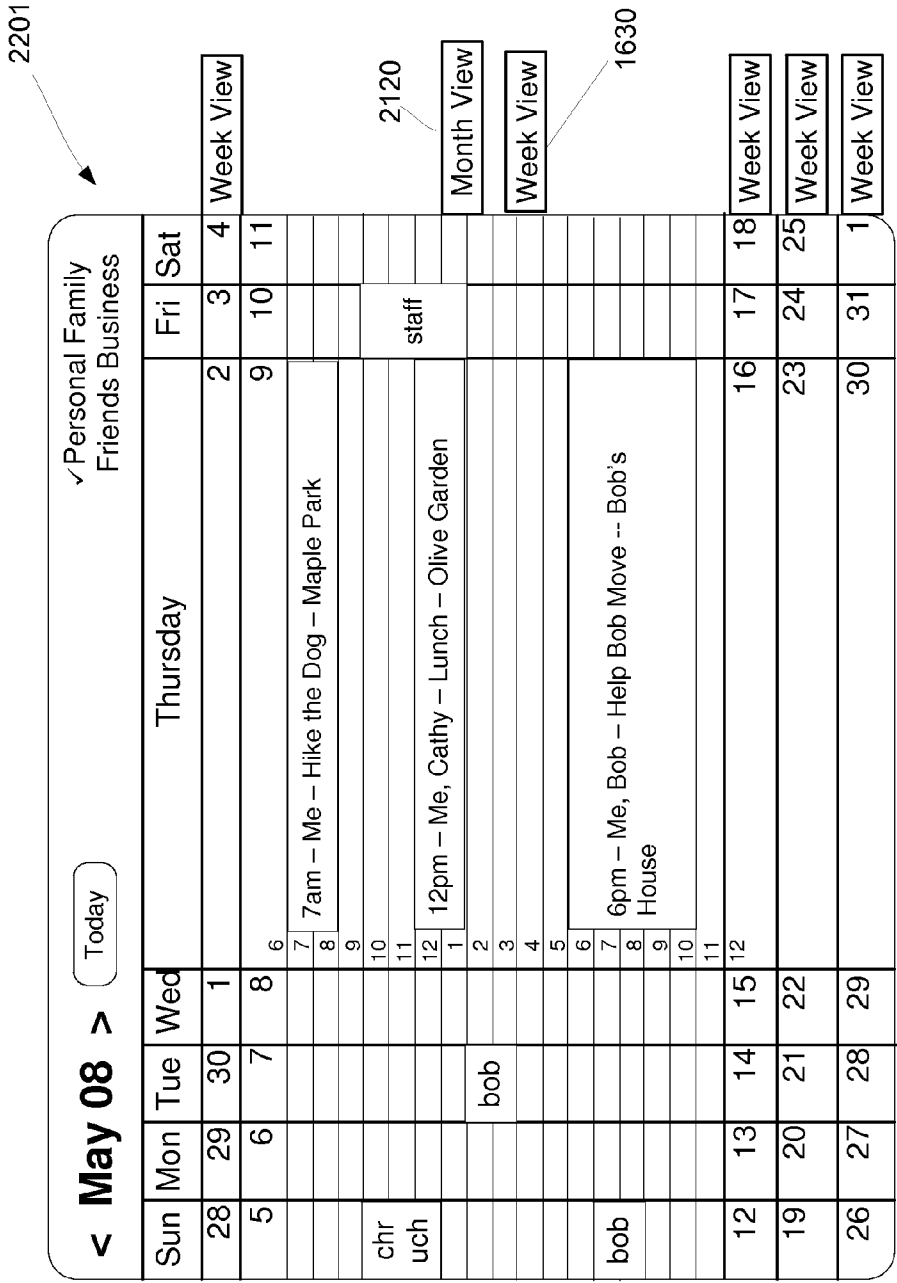 2201
< May 08 > Today ✓Personal Family
Friends Business
Sun Mon Tue Wed Thursday Fri Sat
28 29 30 1 2 3 4 Week View
5 6 7 8 9 10 11
6
7
8
9
10
11
12
1
2
3
4
5
6
7
8
9
10
11
12
7am – Me – Hike the Dog – Maple Park
chr
uch
staff
12pm – Me, Cathy – Lunch – Olive Garden
2120
Month View
bob
Week View
1630
bob
6pm – Me, Bob – Help Bob Move -- Bob's
House
12 13 14 15 16 17 18 Week View
19 20 21 22 23 24 25 Week View
26 27 28 29 30 31 1 Week View